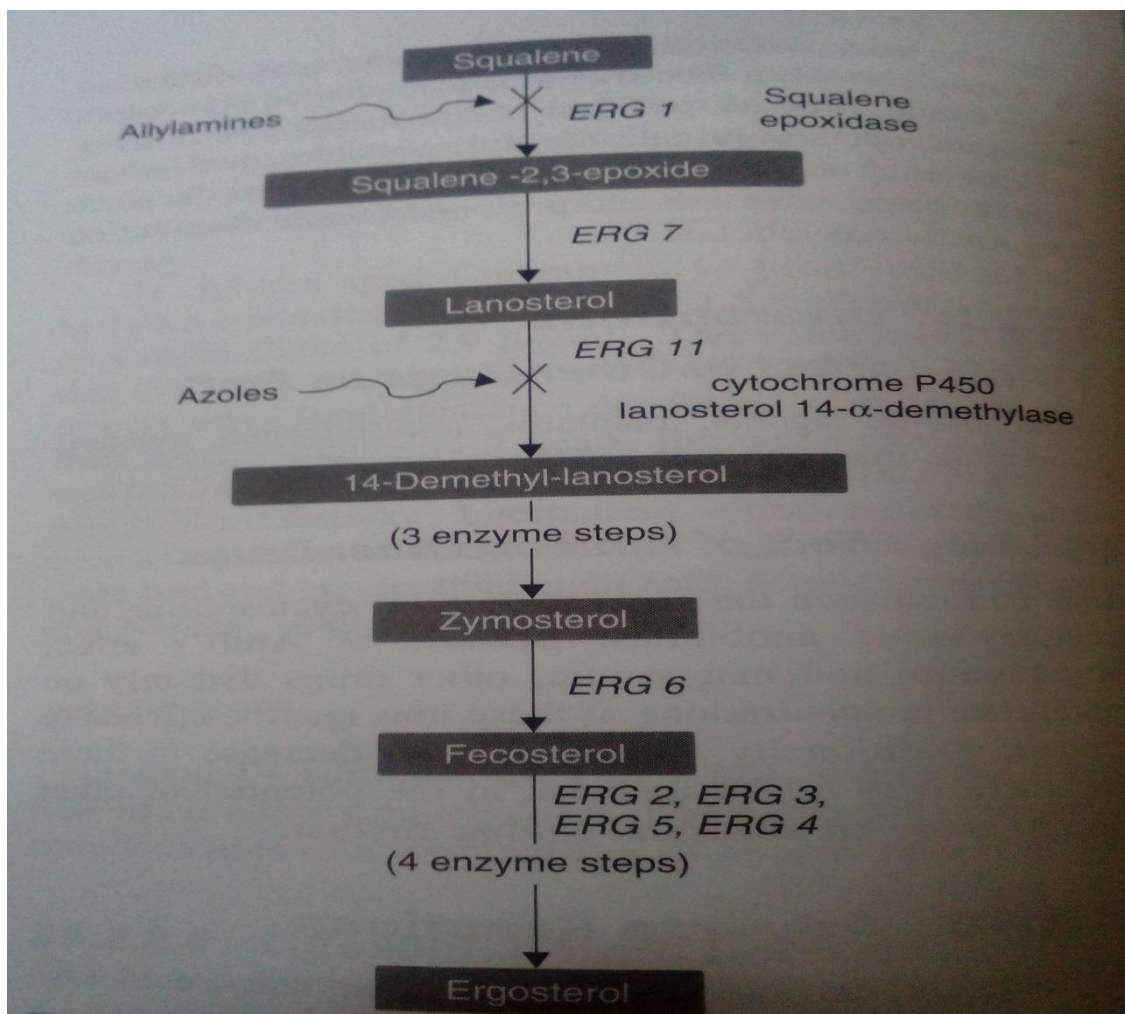 Squalene
Allylamines
ERG 1
Squalene
epoxidase
Squalene -2,3-epoxide
ERG 7
Lanosterol
ERG 11
Azoles
cytochrome P450
lanosterol 14-α-demethylase
14-Demethyl-lanosterol
(3 enzyme steps)
Zymosterol
ERG 6
Fecosterol
ERG 2, ERG 3,
ERG 5, ERG 4
(4 enzyme steps)
Ergosterol